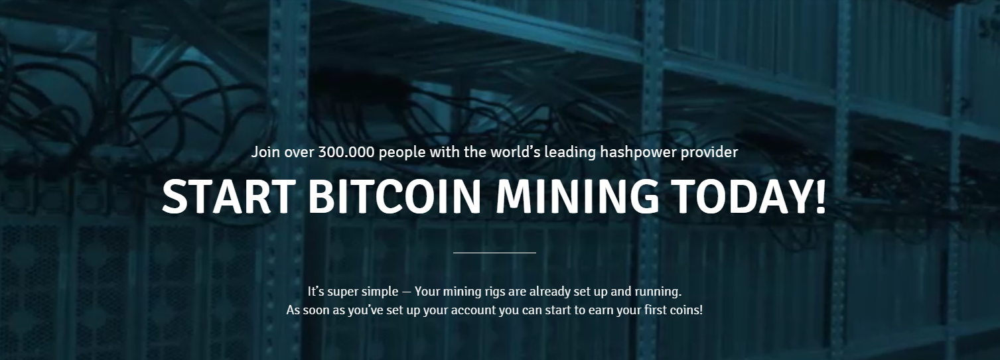 Join over 300.000 people with the world’s leading hashpower provider
START BITCOIN MINING TODAY!
It’s super simple — Your mining rigs are already set up and running.
As soon as you’ve set up your account you can start to earn your first coins!